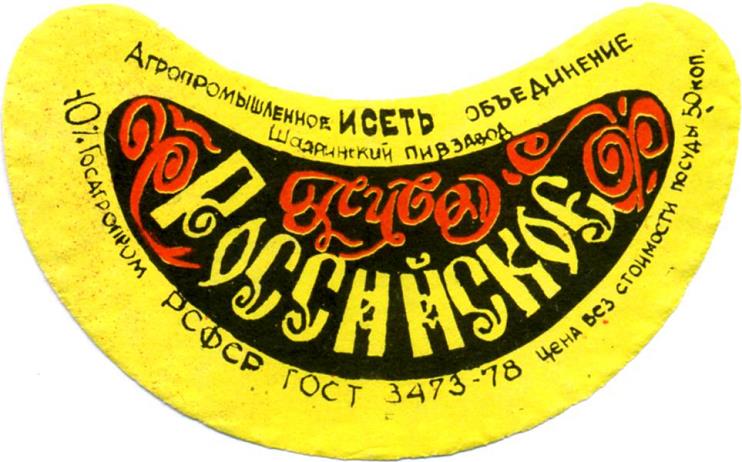 Агропромышленное ИСЕТЬ объединение
Шадринский пивзавод
Пиво
Российское
10% Госагропром РСФСР ГОСТ 3473-78 Цена без стоимости посуды 50 коп.